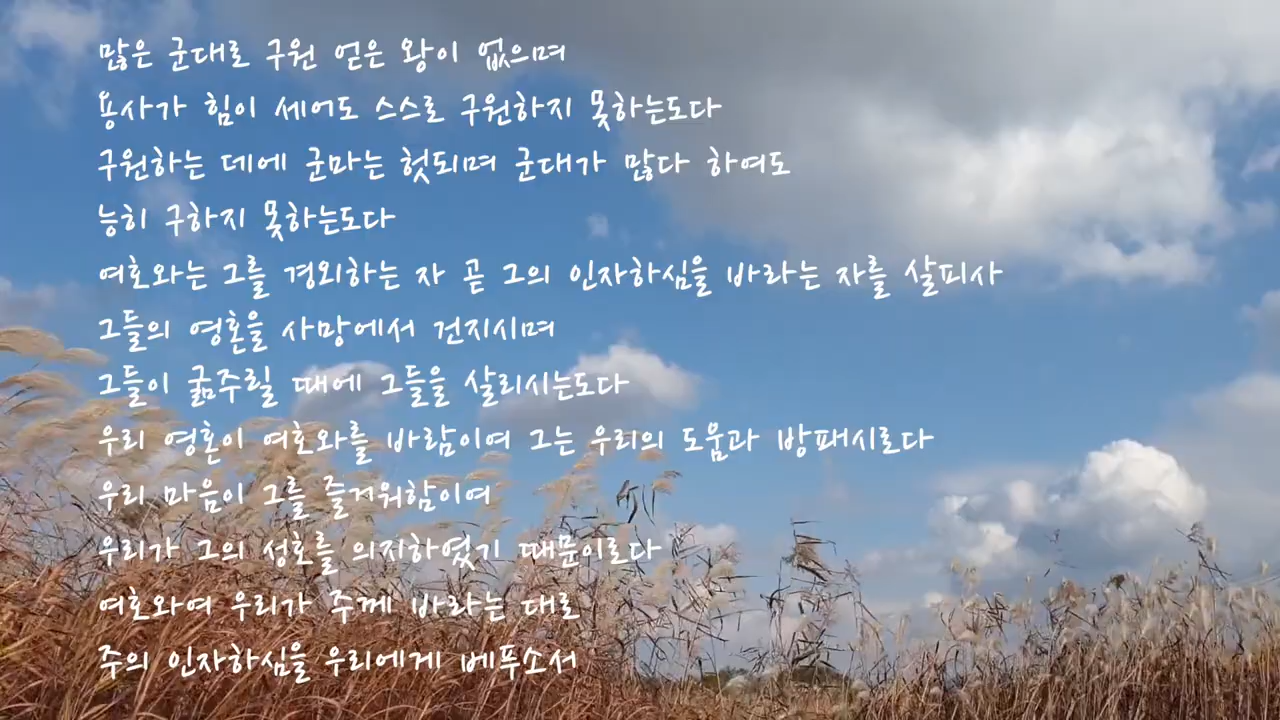 많은 군대로 구원 얻은 왕이 없으며
용사가 힘이 세어도 스스로 구원하지 못하는도다
구원하는 데에 군마는 헛되며 군대가 많다 하여도
능히 구하지 못하는도다
여호와는 그를 경외하는 자 곧 그의 인자하심을 바라는 자를 살피사
그들의 영혼을 사망에서 건지시며
그들이 굶주릴 때에 그들을 살리시는도다
우리 영혼이 여호와를 바람이여 그는 우리의 도움과 방패시로다
우리 마음이 그를 즐거워함이여
우리가 그의 성호를 의지하였기 때문이로다
여호와여 우리가 주께 바라는 대로
주의 인자하심을 우리에게 베푸소서